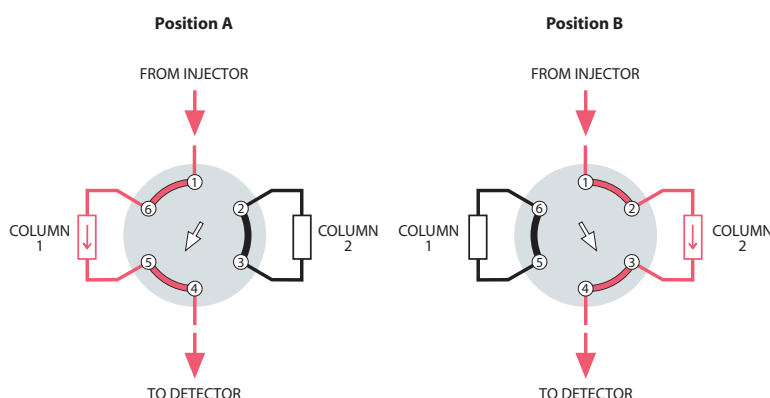 Position A
FROM INJECTOR
1
6
2
COLUMN
1
COLUMN
2
5
3
4
TO DETECTOR
Position B
FROM INJECTOR
1
6
2
COLUMN
1
COLUMN
2
5
3
4
TO DETECTOR